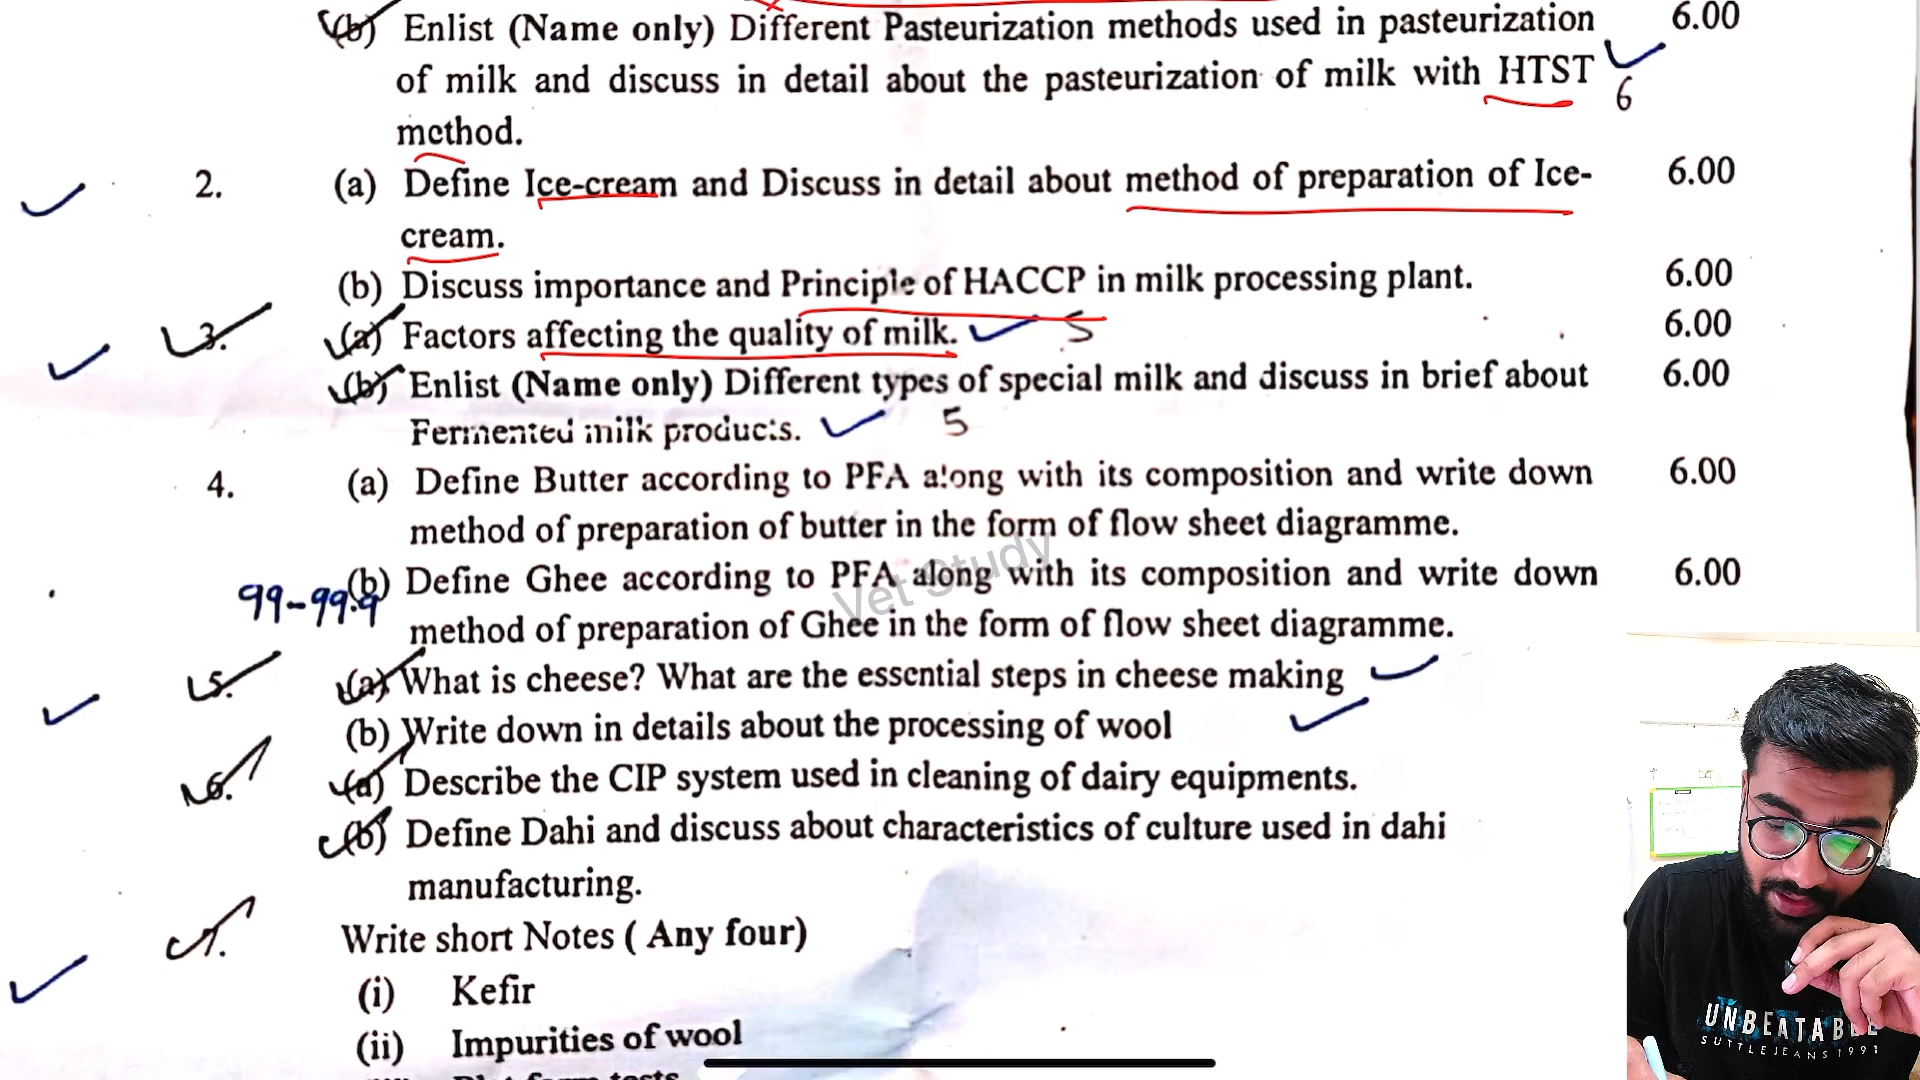 (b) Enlist (Name only) Different Pasteurization methods used in pasteurization 6.00
of milk and discuss in detail about the pasteurization of milk with HTST 6
method.
2. (a) Define Ice-cream and Discuss in detail about method of preparation of Ice- 6.00
cream.
(b) Discuss importance and Principle of HACCP in milk processing plant. 6.00
3. (a) Factors affecting the quality of milk. 5 6.00
(b) Enlist (Name only) Different types of special milk and discuss in brief about 6.00
Fermented milk products. 5
4. (a) Define Butter according to PFA along with its composition and write down 6.00
method of preparation of butter in the form of flow sheet diagramme.
(b) Define Ghee according to PFA along with its composition and write down 6.00
99-99.9
method of preparation of Ghee in the form of flow sheet diagramme.
Vet Study
5. (a) What is cheese? What are the essential steps in cheese making
(b) Write down in details about the processing of wool
6. (a) Describe the CIP system used in cleaning of dairy equipments.
(b) Define Dahi and discuss about characteristics of culture used in dahi
manufacturing.
7. Write short Notes ( Any four)
(i) Kefir
(ii) Impurities of wool
UNBEATABLE
SUTTLE JEANS 1991